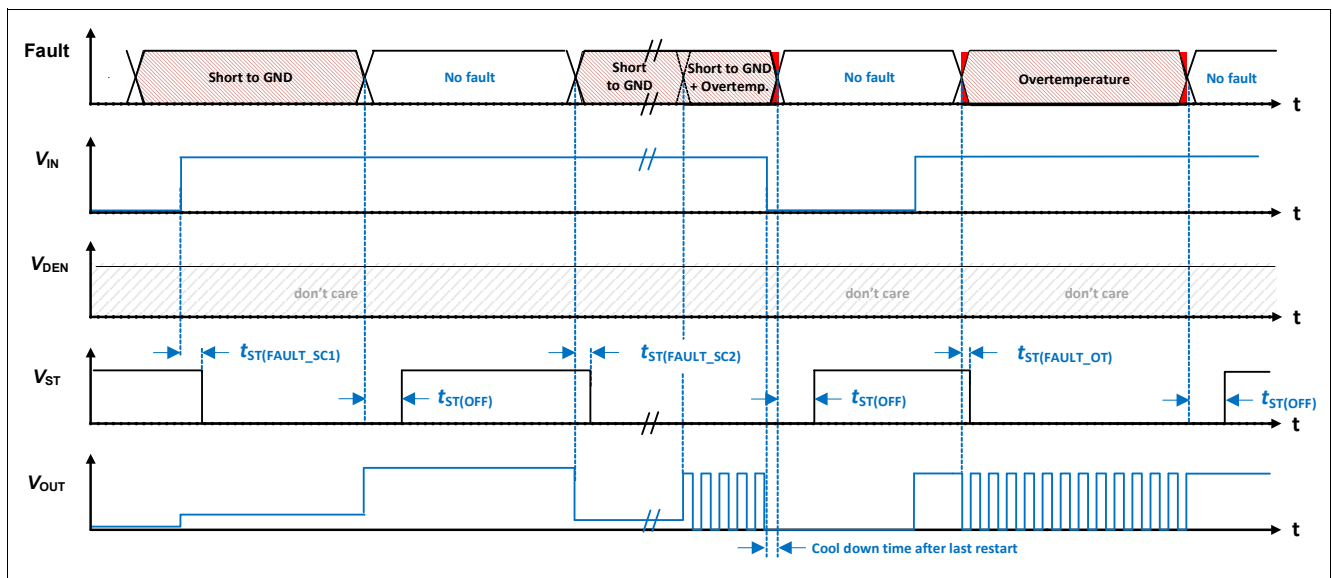 Fault
Short to GND
No fault
Short
to GND
Short to GND
+ Overtemp.
No fault
Overtemperature
No fault
t
VIN
t
VDEN
don't care
don't care
don't care
t
tST(FAULT_SC1)
tST(FAULT_SC2)
tST(FAULT_OT)
VST
tST(OFF)
tST(OFF)
tST(OFF)
t
VOUT
t
Cool down time after last restart